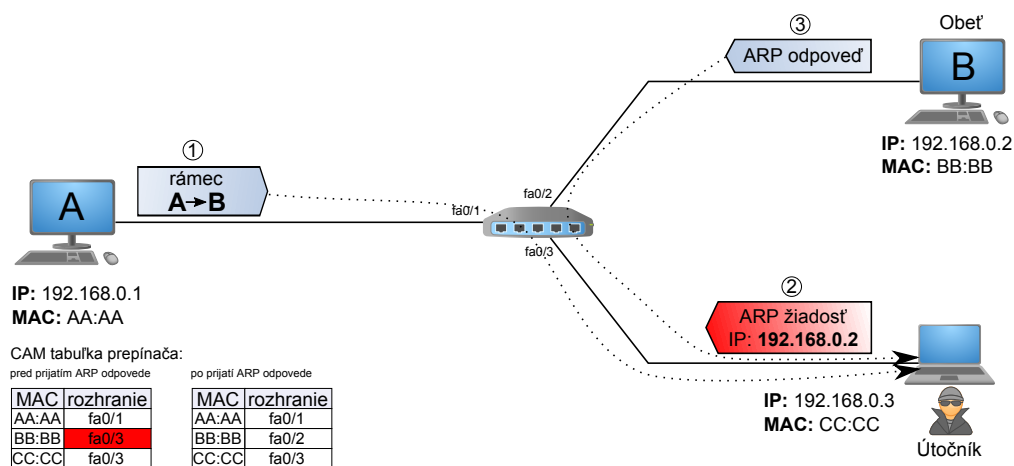 ③
Obeť
ARP odpoveď
B
IP: 192.168.0.2
MAC: BB:BB
①
rámec
A→B
A
fa0/1
fa0/2
fa0/3
IP: 192.168.0.1
MAC: AA:AA
②
ARP žiadosť
IP: 192.168.0.2
IP: 192.168.0.3
MAC: CC:CC
Útočník
CAM tabuľka prepínača:
pred prijatím ARP odpovede
MAC rozhranie
AA:AA fa0/1
BB:BB fa0/3
CC:CC fa0/3
po prijatí ARP odpovede
MAC rozhranie
AA:AA fa0/1
BB:BB fa0/2
CC:CC fa0/3